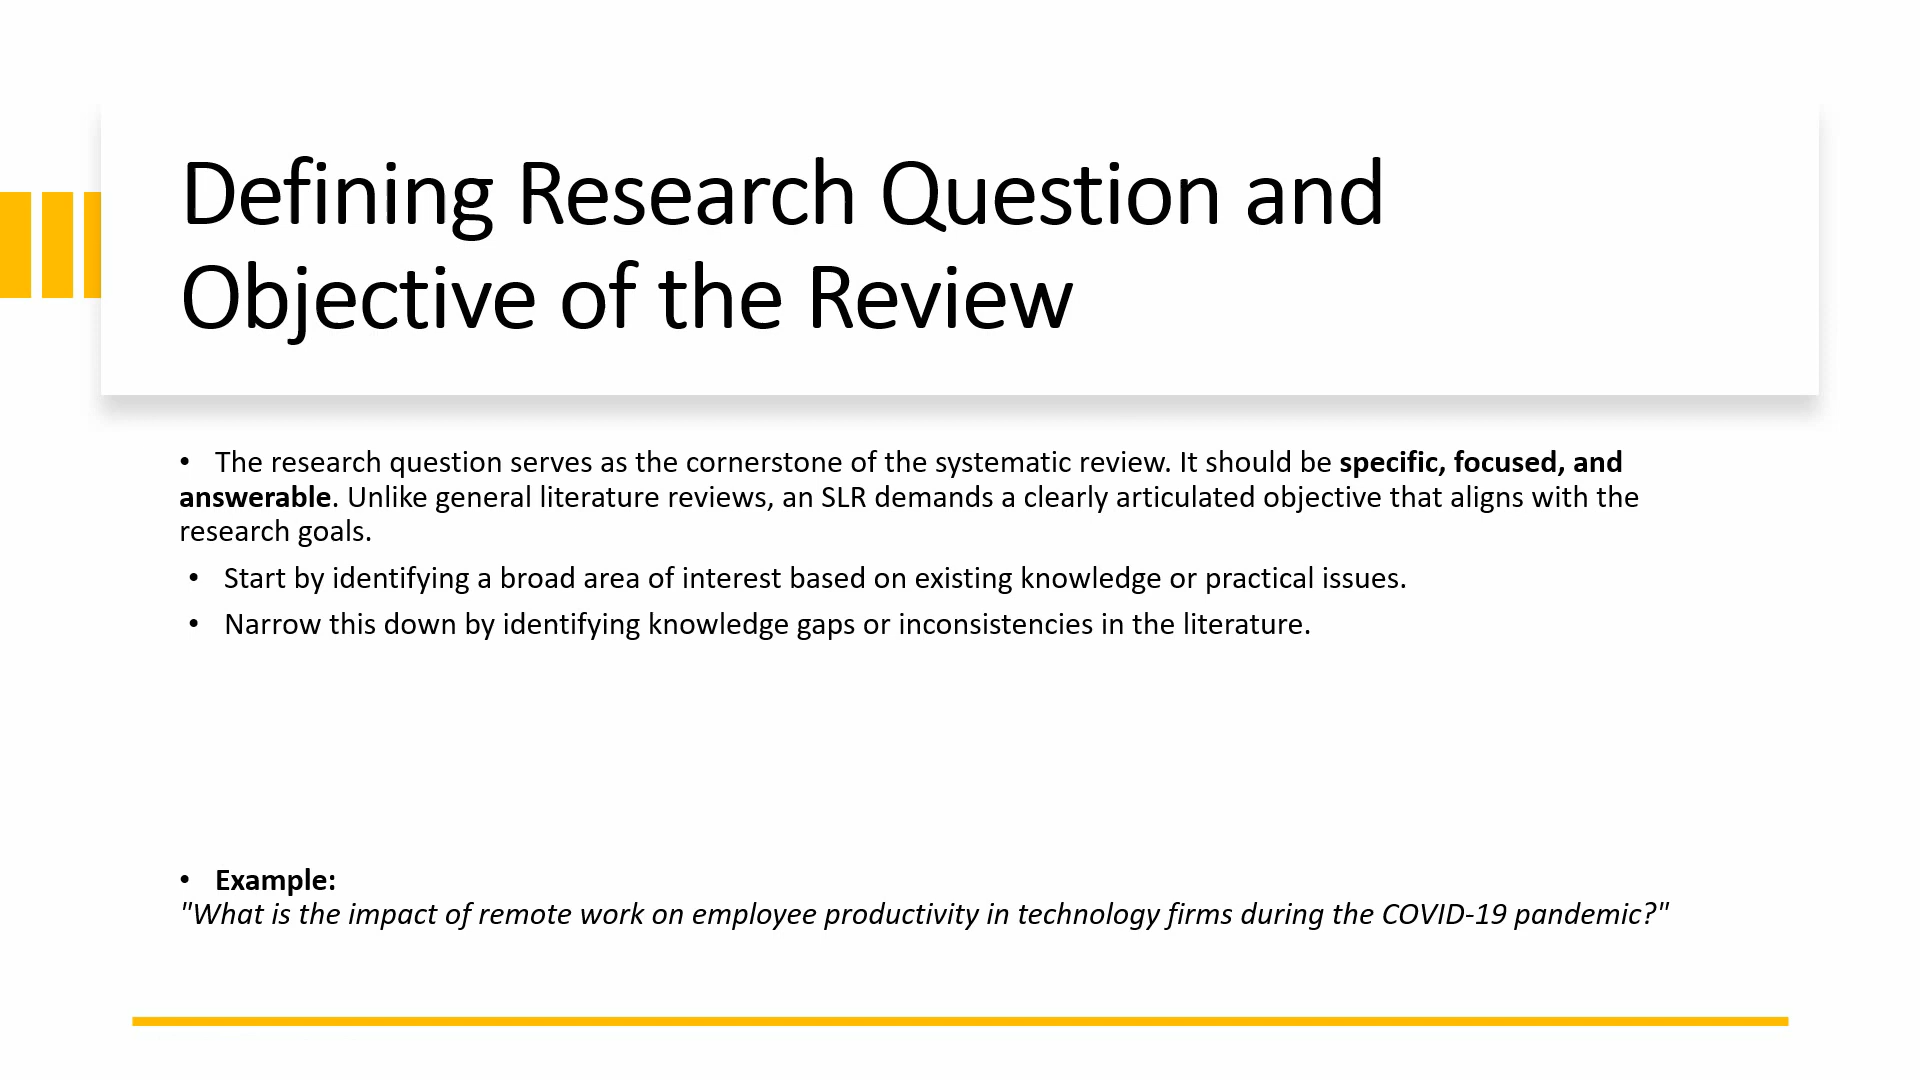 Defining Research Question and
Objective of the Review
• The research question serves as the cornerstone of the systematic review. It should be specific, focused, and
answerable. Unlike general literature reviews, an SLR demands a clearly articulated objective that aligns with the
research goals.
• Start by identifying a broad area of interest based on existing knowledge or practical issues.
• Narrow this down by identifying knowledge gaps or inconsistencies in the literature.
• Example:
"What is the impact of remote work on employee productivity in technology firms during the COVID-19 pandemic?"